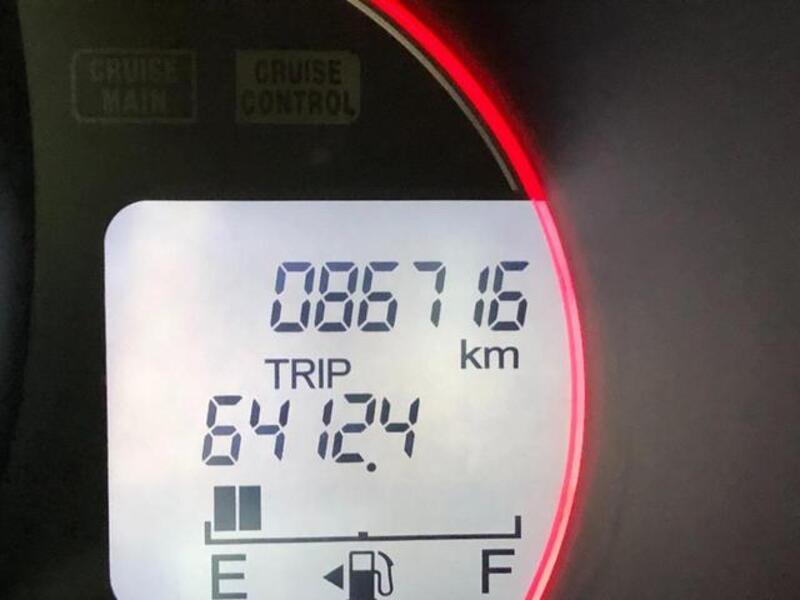 CRUISE MAIN
CRUISE CONTROL
086716
km
TRIP
6412.4
E F